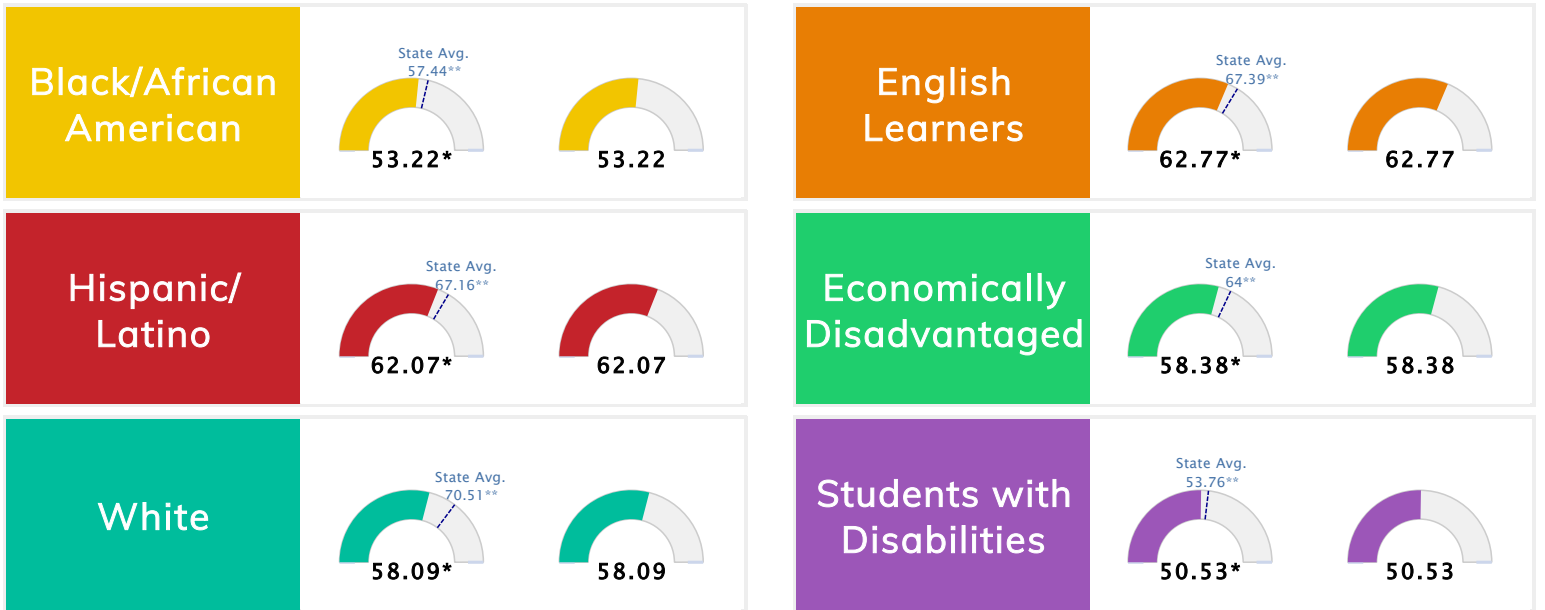 Black/African
American
State Avg.
57.44**
53.22*
53.22
English
Learners
State Avg.
67.39**
62.77*
62.77
Hispanic/
Latino
State Avg.
67.16**
62.07*
62.07
Economically
Disadvantaged
State Avg.
64**
58.38*
58.38
White
State Avg.
70.51**
58.09*
58.09
Students with
Disabilities
State Avg.
53.76**
50.53*
50.53